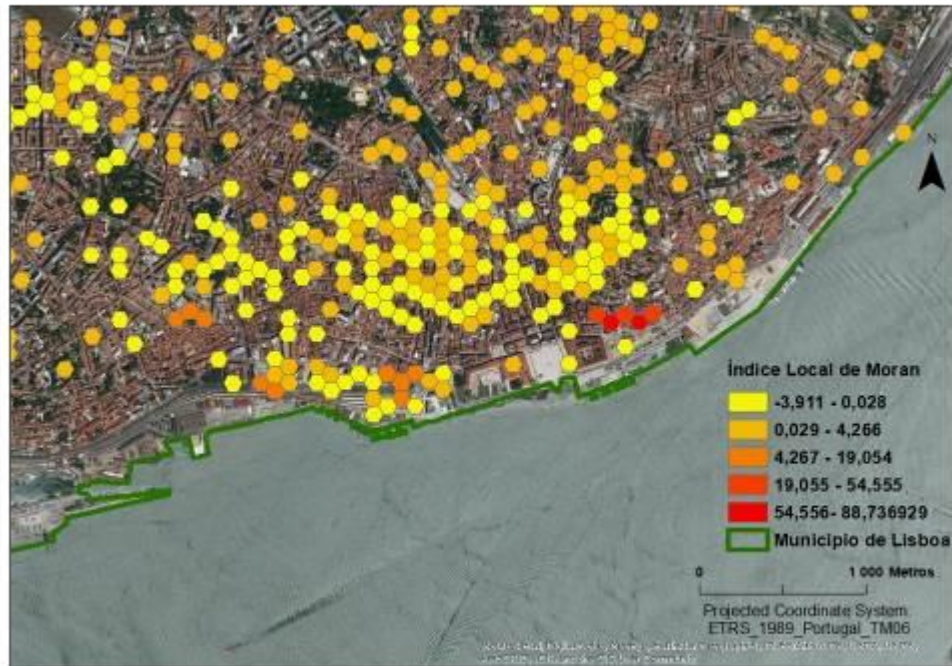 N
Índice Local de Moran
-3,911 - 0,028
0,029 - 4,266
4,267 - 19,054
19,055 - 54,555
54,556- 88,736929
Município de Lisboa
0 1 000 Metros
Projected Coordinate System:
ETRS_1989_Portugal_TM06